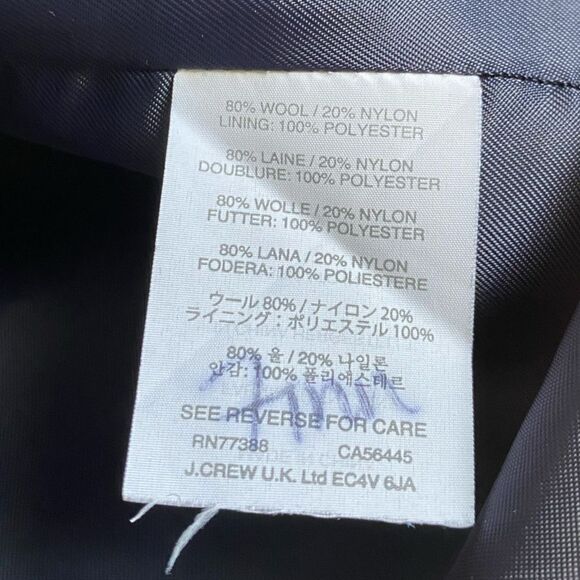 80% WOOL / 20% NYLON
LINING: 100% POLYESTER
80% LAINE / 20% NYLON
DOUBLURE: 100% POLYESTER
80% WOLLE / 20% NYLON
FUTTER: 100% POLYESTER
80% LANA / 20% NYLON
FODERA: 100% POLIESTERE
ウール 80% / ナイロン 20%
ライニング：ポリエステル 100%
80% 울 / 20% 나일론
안감: 100% 폴리에스테르
Finn
SEE REVERSE FOR CARE
RN77388 CA56445
J.CREW U.K. Ltd EC4V 6JA